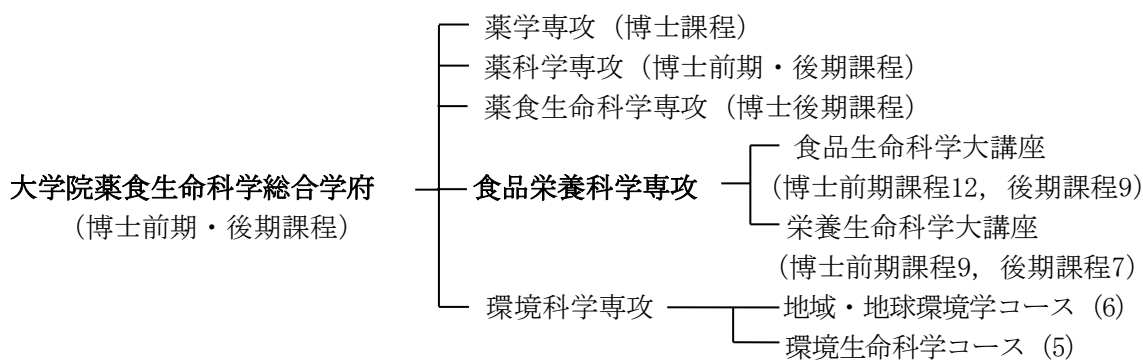 薬学専攻（博士課程）
薬科学専攻（博士前期・後期課程）
薬食生命科学専攻（博士後期課程）
大学院薬食生命科学総合学府
（博士前期・後期課程）
食品栄養科学専攻
食品生命科学大講座
（博士前期課程12, 後期課程9）
栄養生命科学大講座
（博士前期課程9, 後期課程7）
環境科学専攻
地域・地球環境学コース（6）
環境生命科学コース（5）